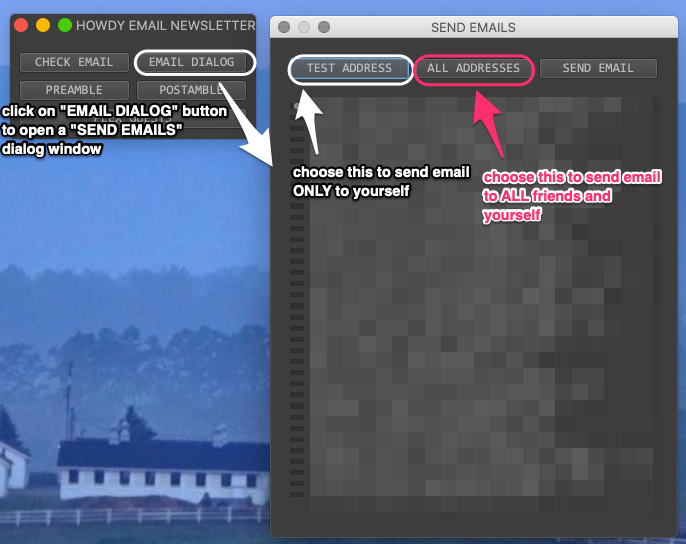 HOWDY EMAIL NEWSLETTER
CHECK EMAIL
EMAIL DIALOG
PREAMBLE
POSTAMBLE
click on "EMAIL DIALOG" button
to open a "SEND EMAILS"
dialog window
SEND EMAILS
TEST ADDRESS
ALL ADDRESSES
SEND EMAIL
choose this to send email
ONLY to yourself
choose this to send email
to ALL friends and
yourself